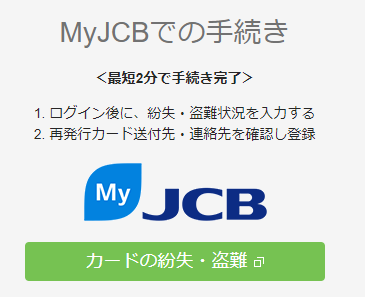 MyJCBでの手続き
<最短2分で手続き完了>
1. ログイン後に、紛失・盗難状況を入力する
2. 再発行カード送付先・連絡先を確認し登録
My JCB
カードの紛失・盗難